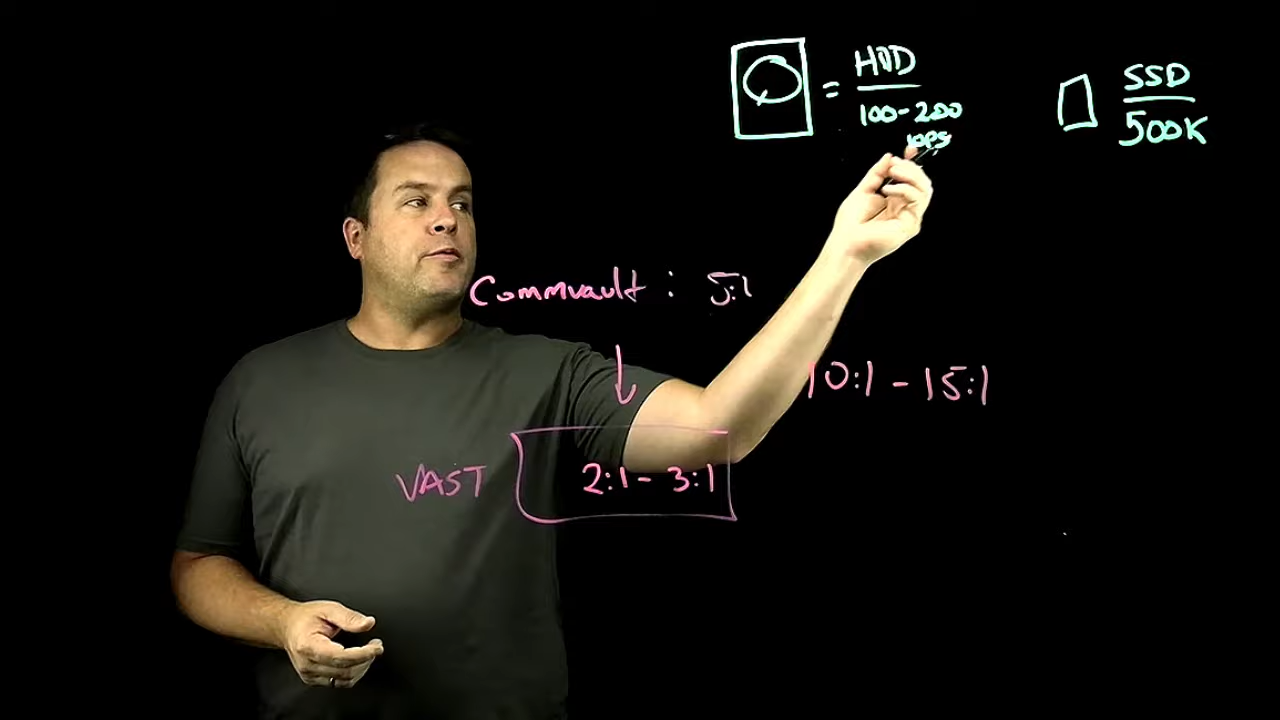 = HDD
100-200
IOPS
SSD
500K
Commvault : 5:1
10:1 - 15:1
VAST 2:1 - 3:1